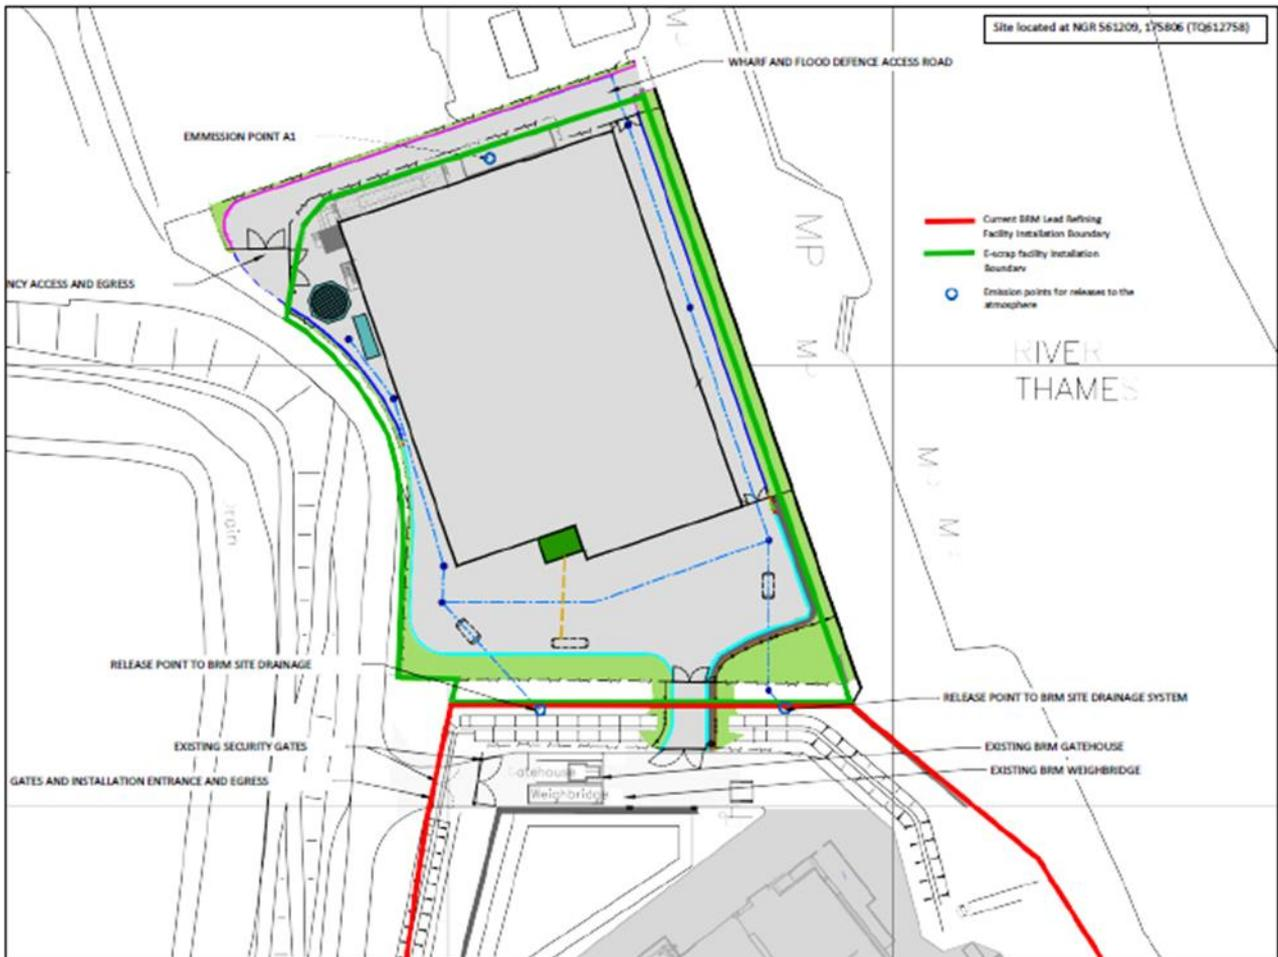 Site located at NGR 561209, 175806 (TQ612758)
WHARF AND FLOOD DEFENCE ACCESS ROAD
EMMISSION POINT A1
MP
Current BRM Lead Refining
Facility Installation Boundary
E-scrap facility Installation
Boundary
Emission points for releases to the
atmosphere
NCY ACCESS AND EGRESS
RIVER
THAMES
Drain
RELEASE POINT TO BRM SITE DRAINAGE
RELEASE POINT TO BRM SITE DRAINAGE SYSTEM
EXISTING SECURITY GATES
EXISTING BRM GATEHOUSE
GATES AND INSTALLATION ENTRANCE AND EGRESS
Gatehouse
EXISTING BRM WEIGHBRIDGE
Weighbridge